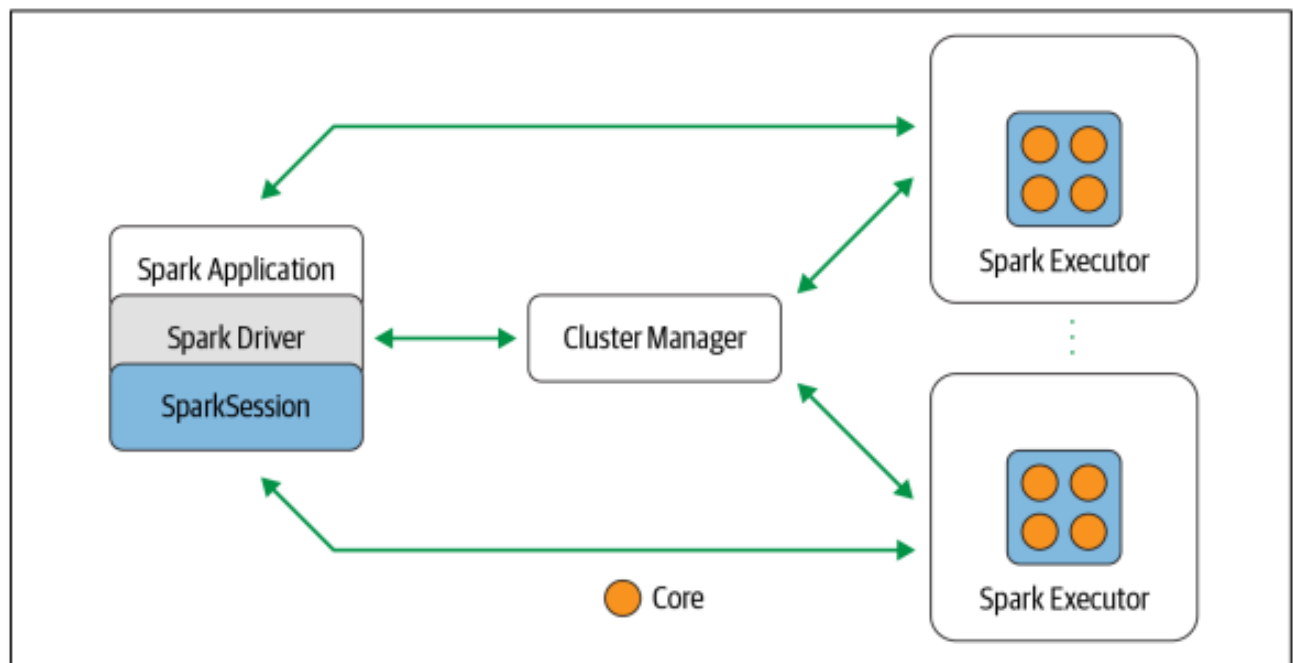 Spark Application
Spark Driver
SparkSession
Cluster Manager
Spark Executor
Spark Executor
Core